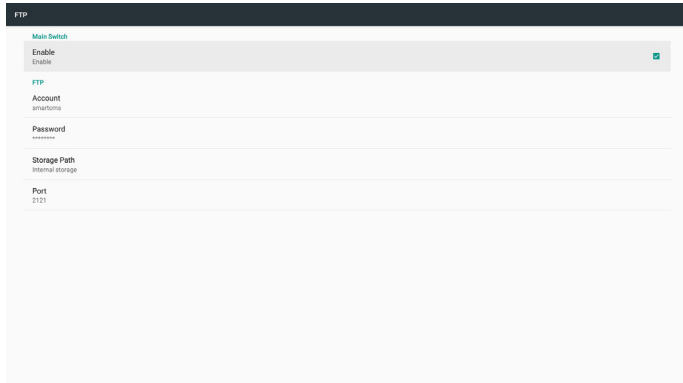 FTP
Main Switch
Enable
Enable
FTP
Account
smartcms
Password
********
Storage Path
Internal storage
Port
2121